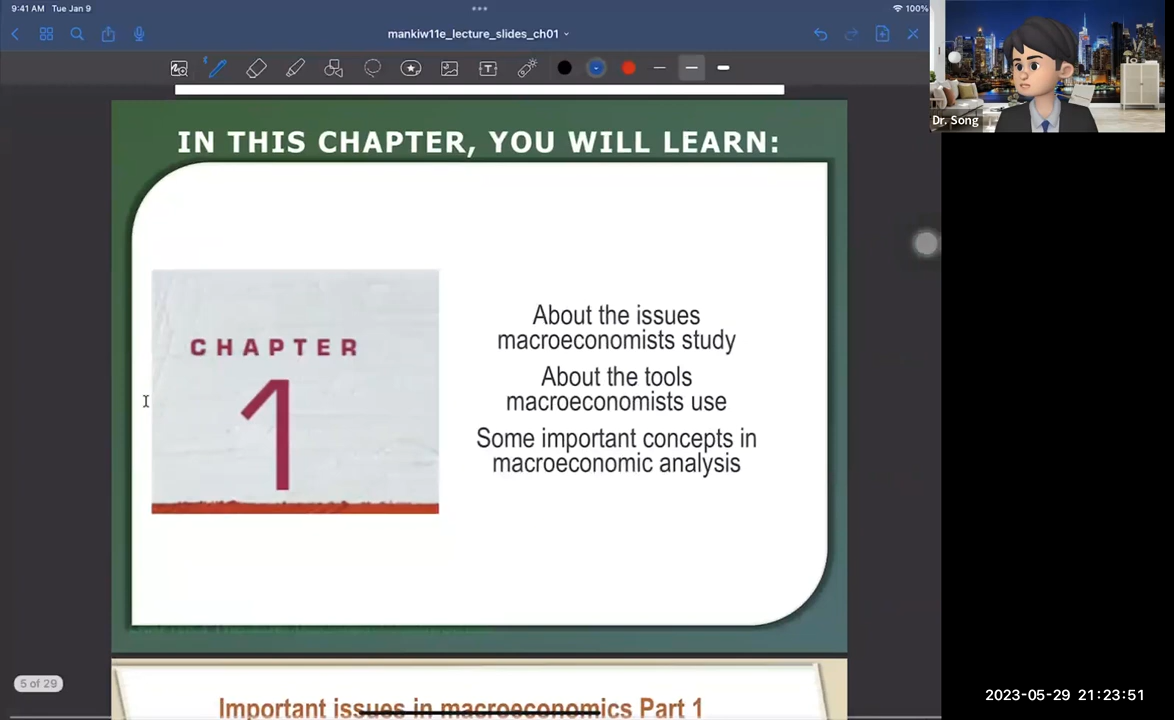 9:41 AM Tue Jan 9
100%
mankiw11e_lecture_slides_ch01
Dr. Song
IN THIS CHAPTER, YOU WILL LEARN:
CHAPTER
1
About the issues
macroeconomists study
About the tools
macroeconomists use
Some important concepts in
macroeconomic analysis
5 of 29
Important issues in macroeconomics Part 1
2023-05-29 21:23:51